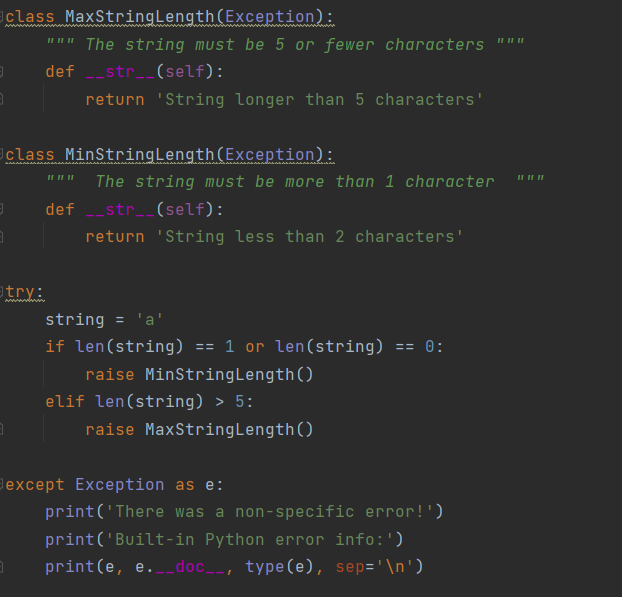 class MaxStringLength(Exception):
    """ The string must be 5 or fewer characters """
    def __str__(self):
        return 'String longer than 5 characters'

class MinStringLength(Exception):
    """  The string must be more than 1 character  """
    def __str__(self):
        return 'String less than 2 characters'

try:
    string = 'a'
    if len(string) == 1 or len(string) == 0:
        raise MinStringLength()
    elif len(string) > 5:
        raise MaxStringLength()

except Exception as e:
    print('There was a non-specific error!')
    print('Built-in Python error info:')
    print(e, e.__doc__, type(e), sep='\n')